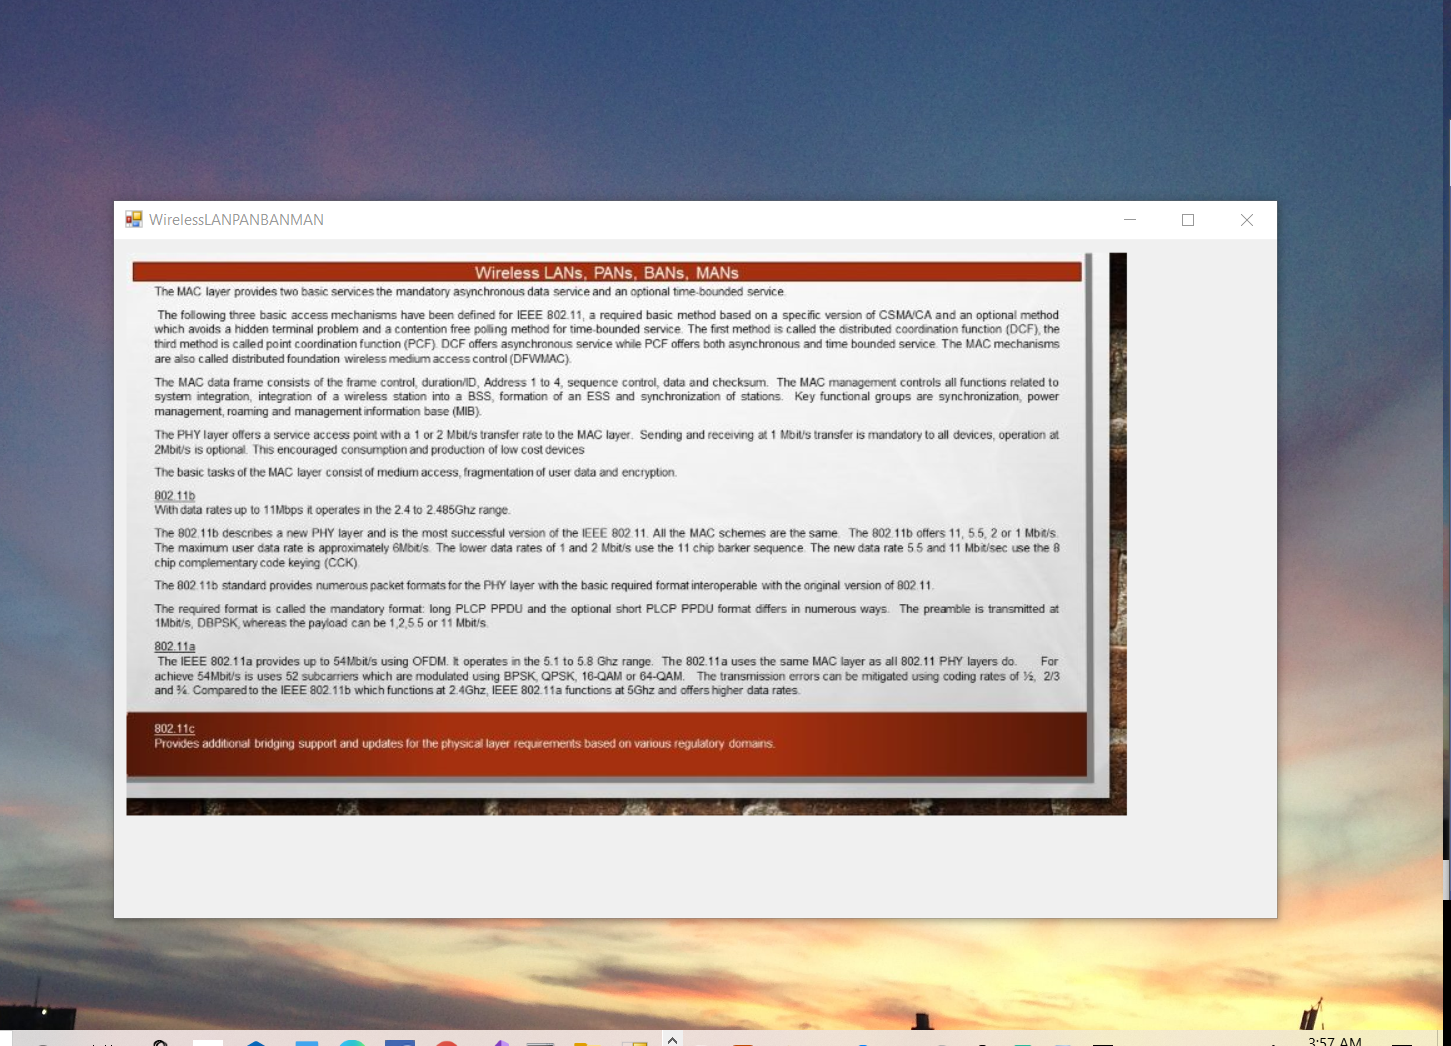 WirelessLANPANBANMAN
Wireless LANs, PANs, BANs, MANs
The MAC layer provides two basic services the mandatory asynchronous data service and an optional time-bounded service.
The following three basic access mechanisms have been defined for IEEE 802.11, a required basic method based on a specific version of CSMA/CA and an optional method
which avoids a hidden terminal problem and a contention free polling method for time-bounded service. The first method is called the distributed coordination function (DCF), the
third method is called point coordination function (PCF). DCF offers asynchronous service while PCF offers both asynchronous and time bounded service. The MAC mechanisms
are also called distributed foundation wireless medium access control (DFWMAC).
The MAC data frame consists of the frame control, duration/ID, Address 1 to 4, sequence control, data and checksum. The MAC management controls all functions related to
system integration, integration of a wireless station into a BSS, formation of an ESS and synchronization of stations. Key functional groups are synchronization, power
management, roaming and management information base (MIB).
The PHY layer offers a service access point with a 1 or 2 Mbit/s transfer rate to the MAC layer. Sending and receiving at 1 Mbit/s transfer is mandatory to all devices, operation at
2Mbit/s is optional. This encouraged consumption and production of low cost devices
The basic tasks of the MAC layer consist of medium access, fragmentation of user data and encryption.
802.11b
With data rates up to 11Mbps it operates in the 2.4 to 2.485Ghz range.
The 802.11b describes a new PHY layer and is the most successful version of the IEEE 802.11. All the MAC schemes are the same. The 802.11b offers 11, 5.5, 2 or 1 Mbit/s.
The maximum user data rate is approximately 6Mbit/s. The lower data rates of 1 and 2 Mbit/s use the 11 chip barker sequence. The new data rate 5.5 and 11 Mbit/sec use the 8
chip complementary code keying (CCK).
The 802.11b standard provides numerous packet formats for the PHY layer with the basic required format interoperable with the original version of 802.11.
The required format is called the mandatory format: long PLCP PPDU and the optional short PLCP PPDU format differs in numerous ways. The preamble is transmitted at
1Mbit/s, DBPSK, whereas the payload can be 1,2,5.5 or 11 Mbit/s.
802.11a
The IEEE 802.11a provides up to 54Mbit/s using OFDM. It operates in the 5.1 to 5.8 Ghz range. The 802.11a uses the same MAC layer as all 802.11 PHY layers do. For
achieve 54Mbit/s is uses 52 subcarriers which are modulated using BPSK, QPSK, 16-QAM or 64-QAM. The transmission errors can be mitigated using coding rates of ½, 2/3
and ¾. Compared to the IEEE 802.11b which functions at 2.4Ghz, IEEE 802.11a functions at 5Ghz and offers higher data rates.
802.11c
Provides additional bridging support and updates for the physical layer requirements based on various regulatory domains.
3:57 AM